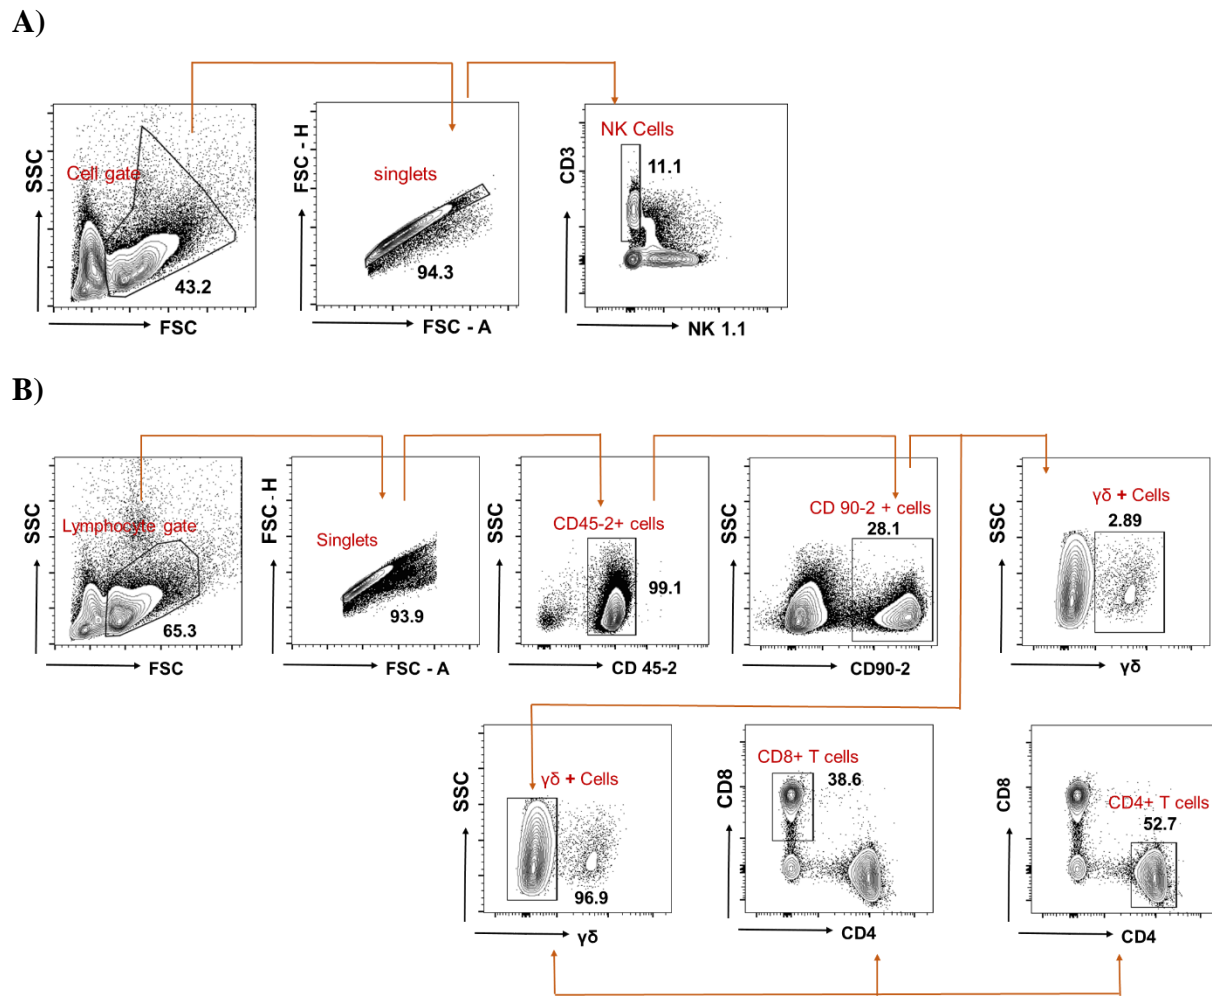 A)
SSC
Cell gate
43.2
FSC
FSC - H
singlets
94.3
FSC - A
CD3
NK Cells
11.1
NK 1.1
B)
SSC
Lymphocyte gate
65.3
FSC
FSC - H
Singlets
93.9
FSC - A
SSC
CD45-2+ cells
99.1
CD 45-2
SSC
CD 90-2 + cells
28.1
CD90-2
SSC
γδ + Cells
2.89
γδ
SSC
γδ + Cells
96.9
γδ
CD8
CD8+ T cells
38.6
CD4
CD8
CD4+ T cells
52.7
CD4